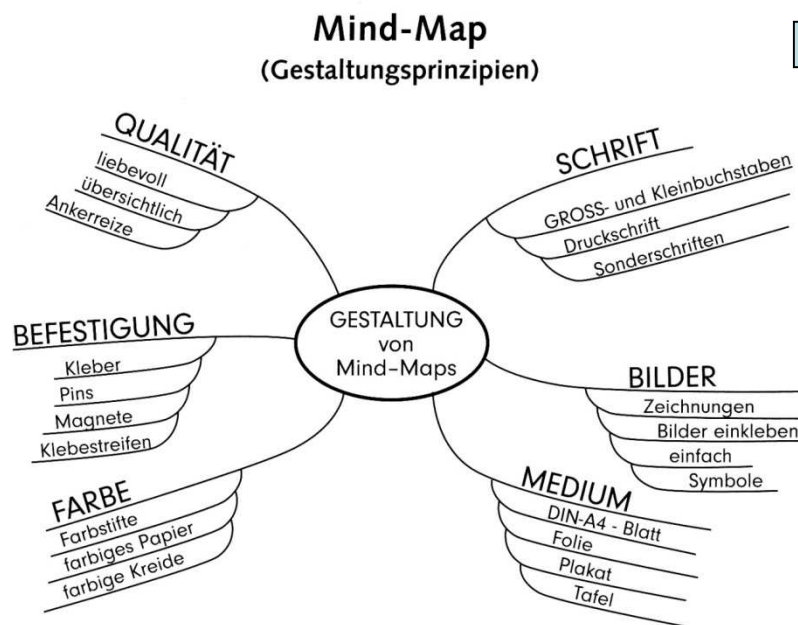 Mind-Map
(Gestaltungsprinzipien)
QUALITÄT
liebevoll
übersichtlich
Ankerreize
SCHRIFT
GROSS- und Kleinbuchstaben
Druckschrift
Sonderschriften
GESTALTUNG
von
Mind-Maps
BEFESTIGUNG
Kleber
Pins
Magnete
Klebestreifen
BILDER
Zeichnungen
Bilder einkleben
einfach
Symbole
FARBE
Farbstifte
farbiges Papier
farbige Kreide
MEDIUM
DIN-A4 - Blatt
Folie
Plakat
Tafel